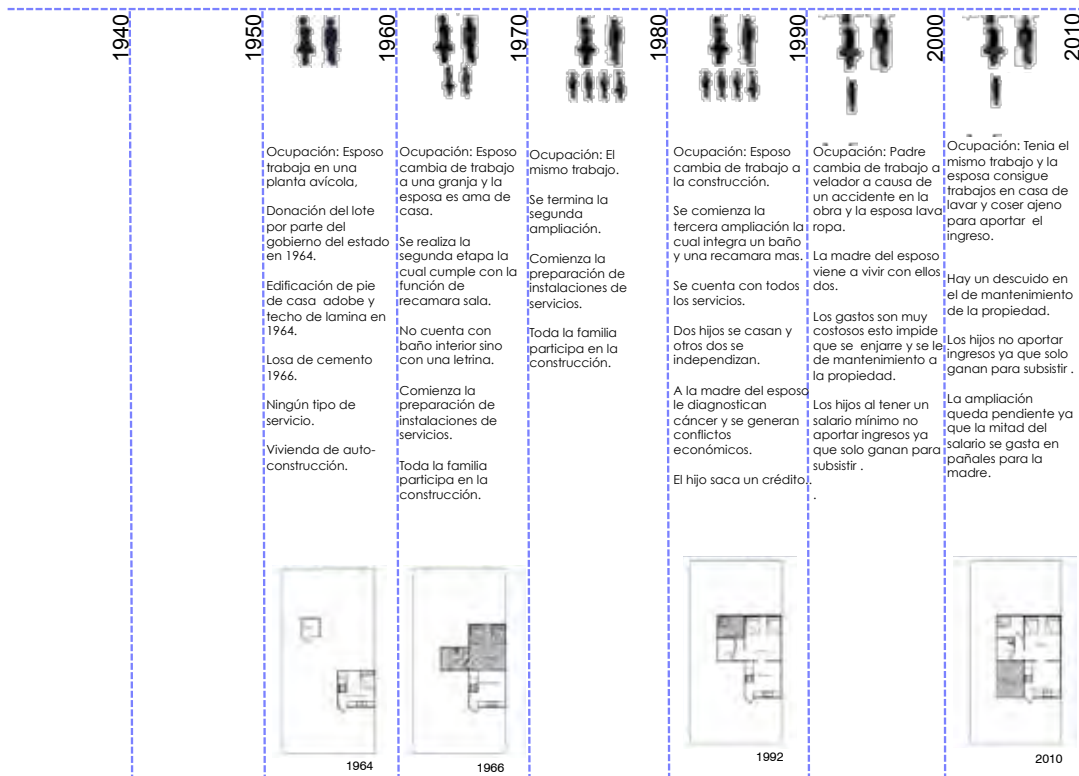 1940
1950
1960
1970
1980
1990
2000
2010
Ocupación: Esposo
trabaja en una
planta avícola,
Donación del lote
por parte del
gobierno del estado
en 1964.
Edificación de pie
de casa adobe y
techo de lamina en
1964.
Losa de cemento
1966.
Ningún tipo de
servicio.
Vivienda de auto-
construcción.
Ocupación: Esposo
cambia de trabajo
a una granja y la
esposa es ama de
casa.
Se realiza la
segunda etapa la
cual cumple con la
función de
recamara sala.
No cuenta con
baño interior sino
con una letrina.
Comienza la
preparación de
instalaciones de
servicios.
Toda la familia
participa en la
construcción.
Ocupación: El
mismo trabajo.
Se termina la
segunda
ampliación.
Comienza la
preparación de
instalaciones de
servicios.
Toda la familia
participa en la
construcción.
Ocupación: Esposo
cambia de trabajo a
la construcción.
Se comienza la
tercera ampliación la
cual integra un baño
y una recamara mas.
Se cuenta con todos
los servicios.
Dos hijos se casan y
otros dos se
independizan.
A la madre del esposo
le diagnostican
cáncer y se generan
conflictos
económicos.
El hijo saca un crédito.
Ocupación: Padre
cambia de trabajo a
velador a causa de
un accidente en la
obra y la esposa lava
ropa.
La madre del esposo
viene a vivir con ellos
dos.
Los gastos son muy
costosos esto impide
que se enjarre y se le
de mantenimiento a
la propiedad.
Los hijos al tener un
salario mínimo no
aportar ingresos ya
que solo ganan para
subsistir .
.
Ocupación: Tenia el
mismo trabajo y la
esposa consigue
trabajos en casa de
lavar y coser ajeno
para aportar el
ingreso.
Hay un descuido en
el de mantenimiento
de la propiedad.
Los hijos no aportar
ingresos ya que solo
ganan para subsistir .
La ampliación
queda pendiente ya
que la mitad del
salario se gasta en
pañales para la
madre.
1964
1966
1992
2010